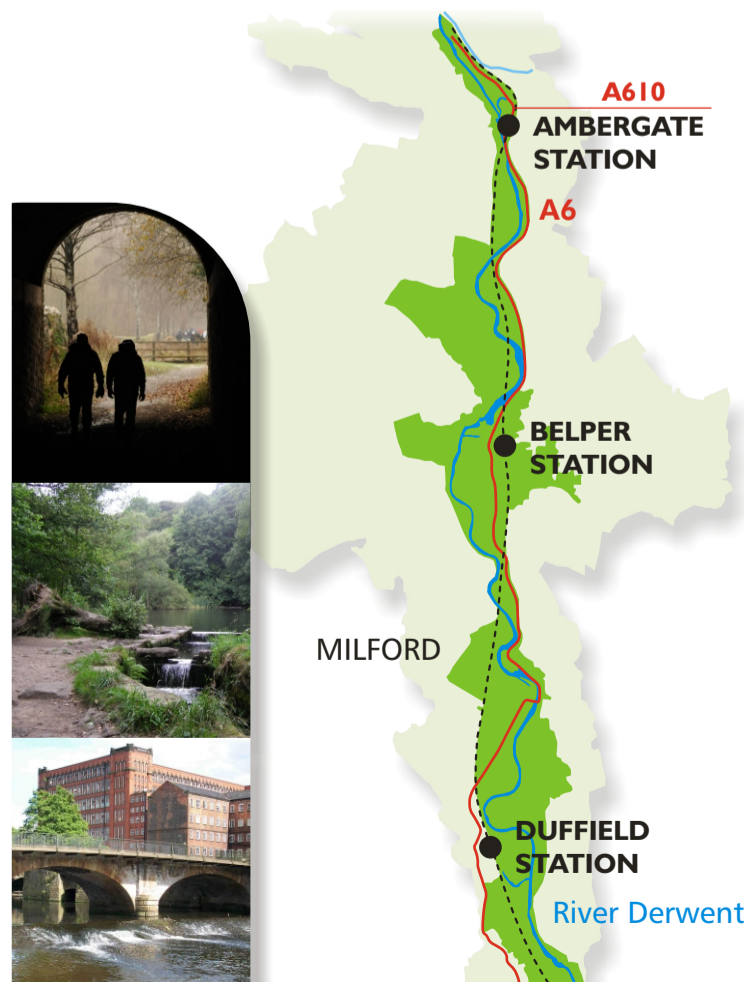 A610
AMBERGATE
STATION
A6
BELPER
STATION
MILFORD
DUFFIELD
STATION
River Derwent